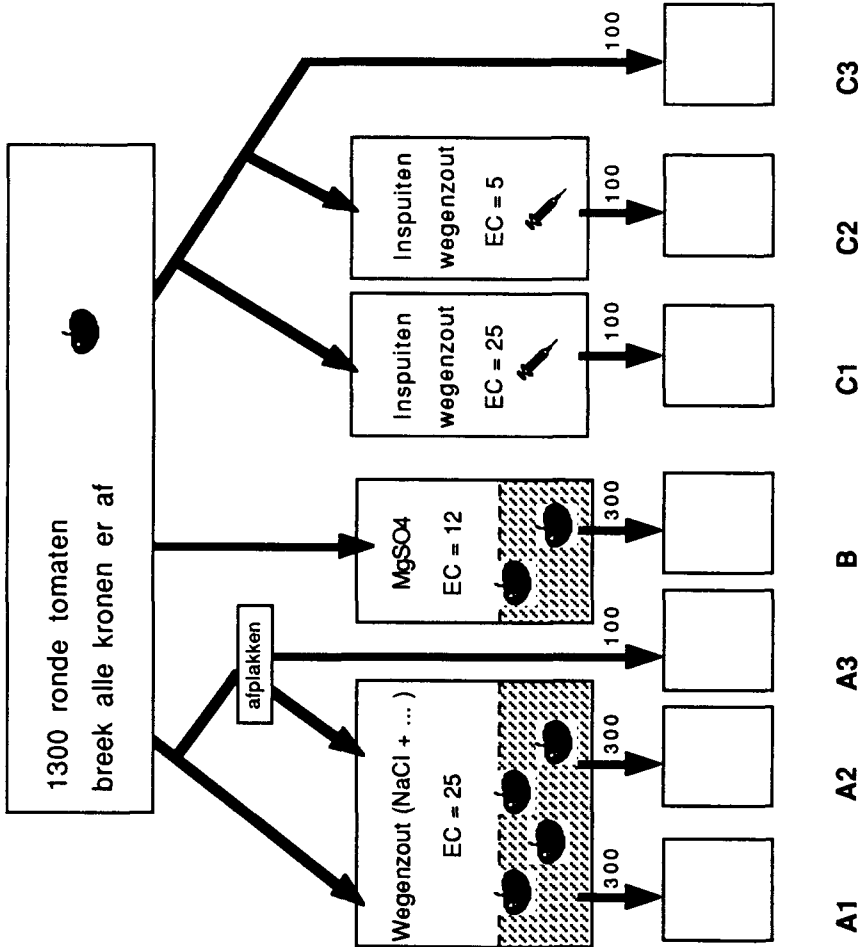 1300 ronde tomaten
breek alle kronen er af
afplakken
Wegenzout (NaCl + ... )
EC = 25
MgSO4
EC = 12
Inspuiten
wegenzout
EC = 25
Inspuiten
wegenzout
EC = 5
300
300
100
300
100
100
100
A1
A2
A3
B
C1
C2
C3